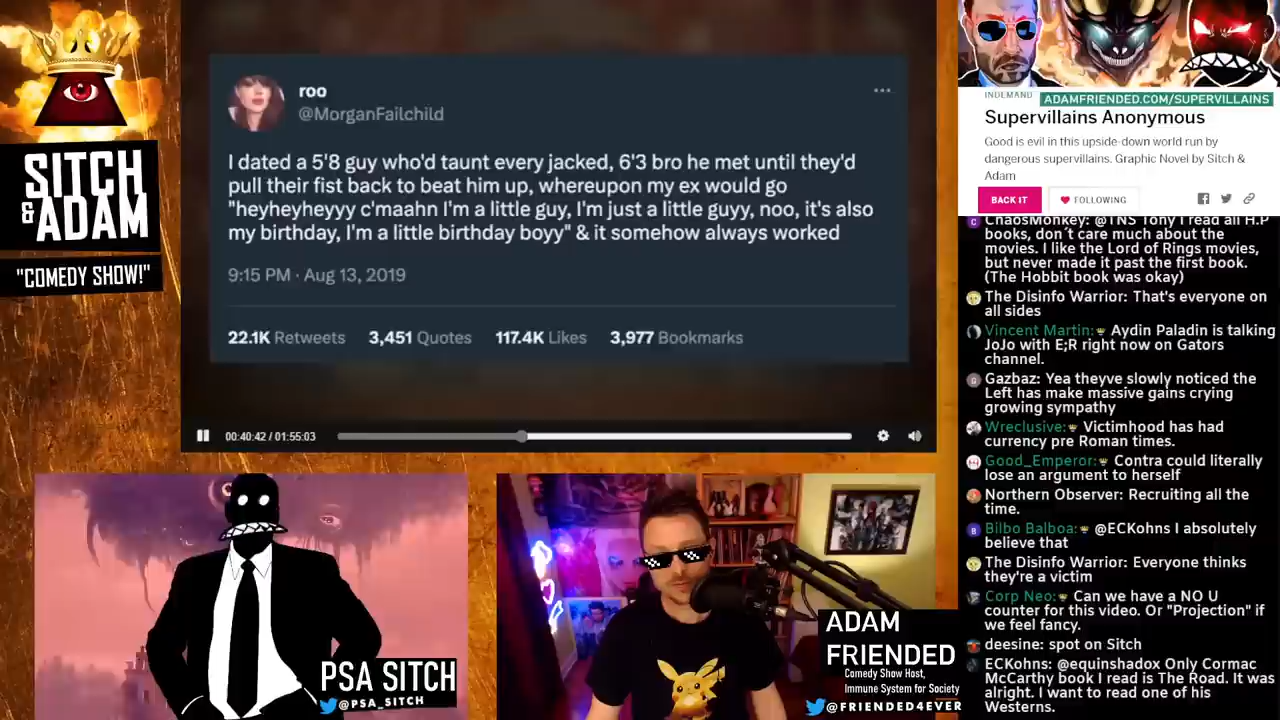 SITCH
& ADAM
"COMEDY SHOW!"
roo
@MorganFailchild
I dated a 5'8 guy who'd taunt every jacked, 6'3 bro he met until they'd
pull their fist back to beat him up, whereupon my ex would go
"heyheyheyyy c'maahn I'm a little guy, I'm just a little guyy, noo, it's also
my birthday, I'm a little birthday boyy" & it somehow always worked
9:15 PM · Aug 13, 2019
22.1K Retweets 3,451 Quotes 117.4K Likes 3,977 Bookmarks
00:40:42 / 01:55:03
PSA SITCH
@PSA_SITCH
ADAM
FRIENDED
Comedy Show Host,
Immune System for Society
@FRIENDED4EVER
INDEMAND
ADAMFRIENDED.COM/SUPERVILLAINS
Supervillains Anonymous
Good is evil in this upside-down world run by
dangerous supervillains. Graphic Novel by Sitch &
Adam
BACK IT
FOLLOWING
ChaosMonkey: @TNS Tony I read all H.P
books, don´t care much about the
movies. I like the Lord of Rings movies,
but never made it past the first book.
(The Hobbit book was okay)
The Disinfo Warrior: That's everyone on
all sides
Vincent Martin: Aydin Paladin is talking
JoJo with E;R right now on Gators
channel.
Gazbaz: Yea theyve slowly noticed the
Left has make massive gains crying
growing sympathy
Wreclusive: Victimhood has had
currency pre Roman times.
Good_Emperor: Contra could literally
lose an argument to herself
Northern Observer: Recruiting all the
time.
Bilbo Balboa: @ECKohns I absolutely
believe that
The Disinfo Warrior: Everyone thinks
they're a victim
Corp Neo: Can we have a NO U
counter for this video. Or "Projection" if
we feel fancy.
deesine: spot on Sitch
ECKohns: @equinshadox Only Cormac
McCarthy book I read is The Road. It was
alright. I want to read one of his
Westerns.